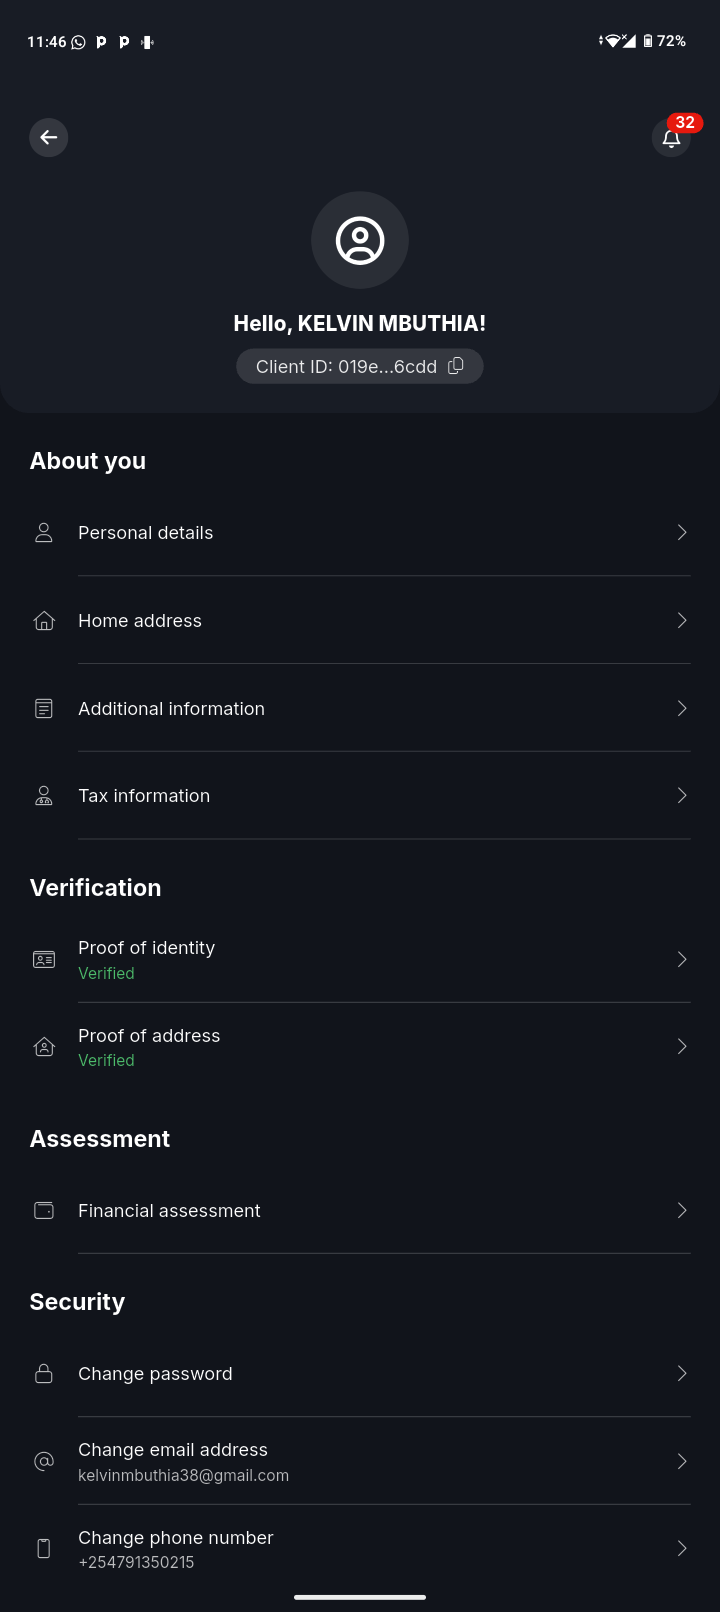 11:46
72%
32
Hello, KELVIN MBUTHIA!
Client ID: 019e...6cdd
About you
Personal details
Home address
Additional information
Tax information
Verification
Proof of identity
Verified
Proof of address
Verified
Assessment
Financial assessment
Security
Change password
Change email address
kelvinmbuthia38@gmail.com
Change phone number
+254791350215